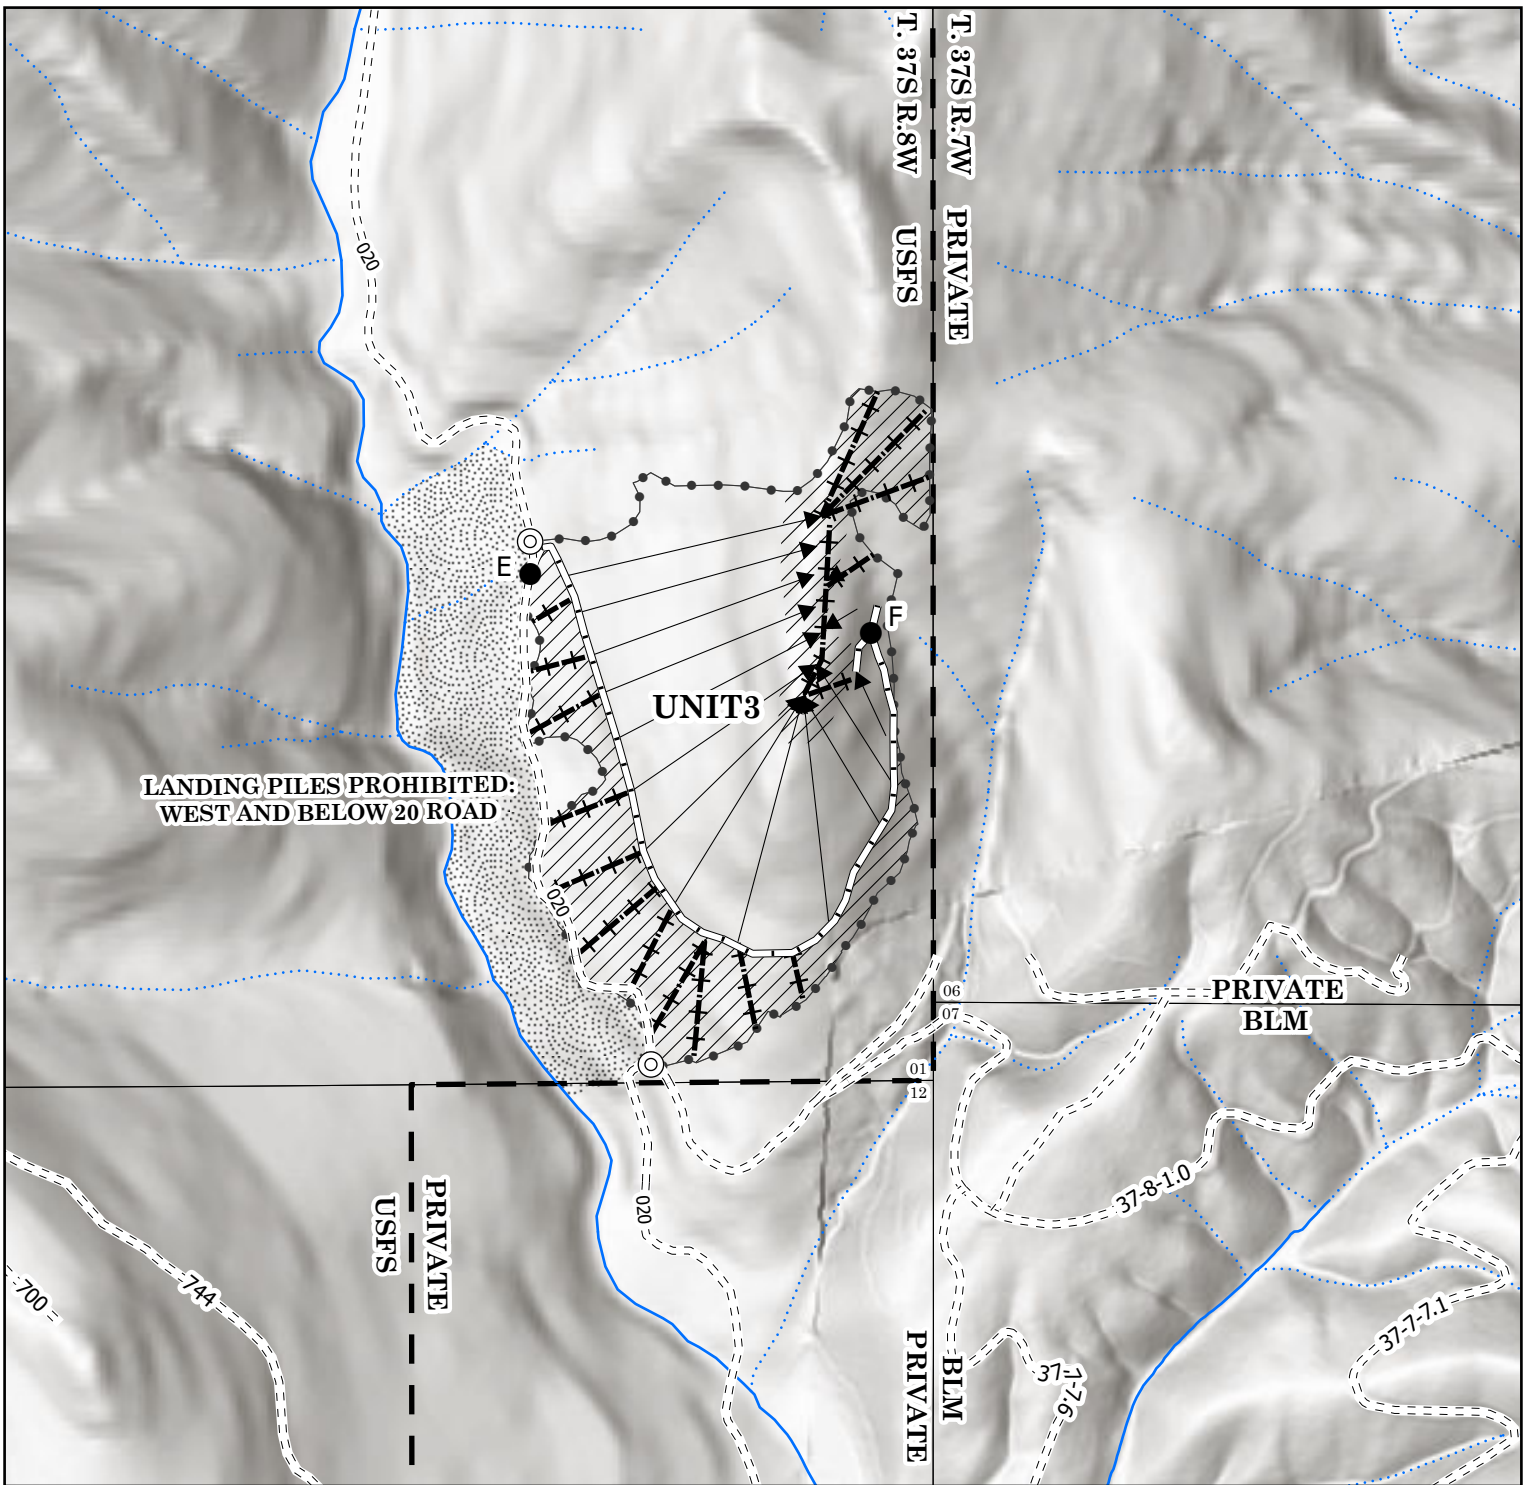 T. 37S R.8W
T. 37S R.7W
USFS
PRIVATE
020
E
F
UNIT3
LANDING PILES PROHIBITED:
WEST AND BELOW 20 ROAD
020
06
07
PRIVATE
BLM
01
12
PRIVATE
USFS
020
37-8-1.0
744
700
37-7-7.1
PRIVATE
BLM
37-7-7.6